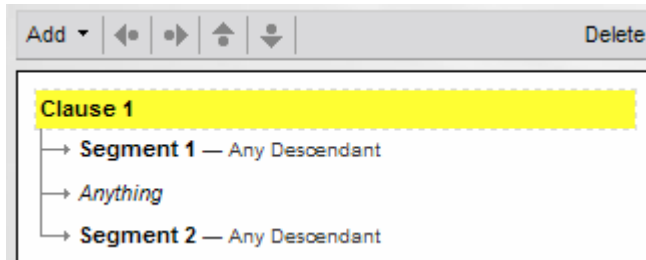 Add Delete
Clause 1
Segment 1 — Any Descendant
Anything
Segment 2 — Any Descendant